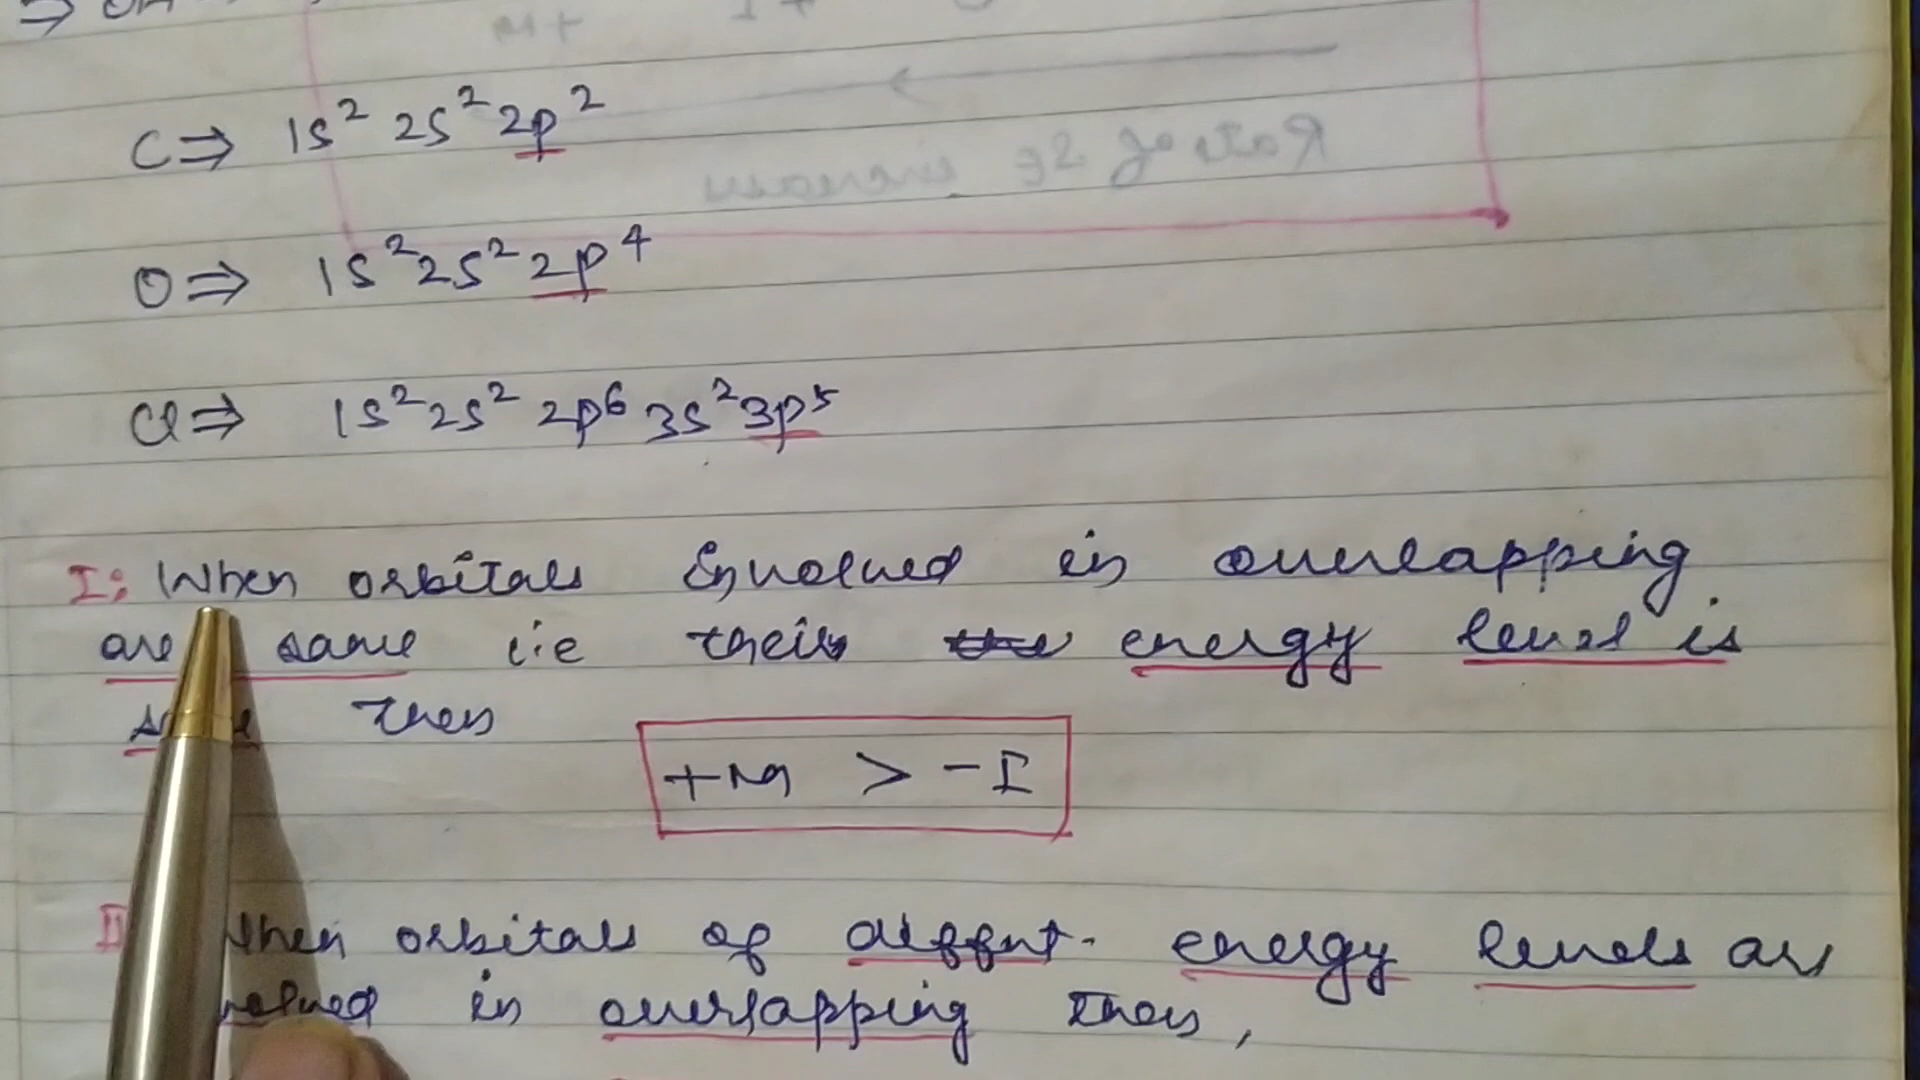 C ⇒ 1s² 2s² 2p²
O ⇒ 1s² 2s² 2p⁴
Cl ⇒ 1s² 2s² 2p⁶ 3s² 3p⁵
I: When orbitals involved in overlapping
are same i.e their energy level is
then
+M > -I
when orbitals of diffnt. energy levels are
in overlapping then,